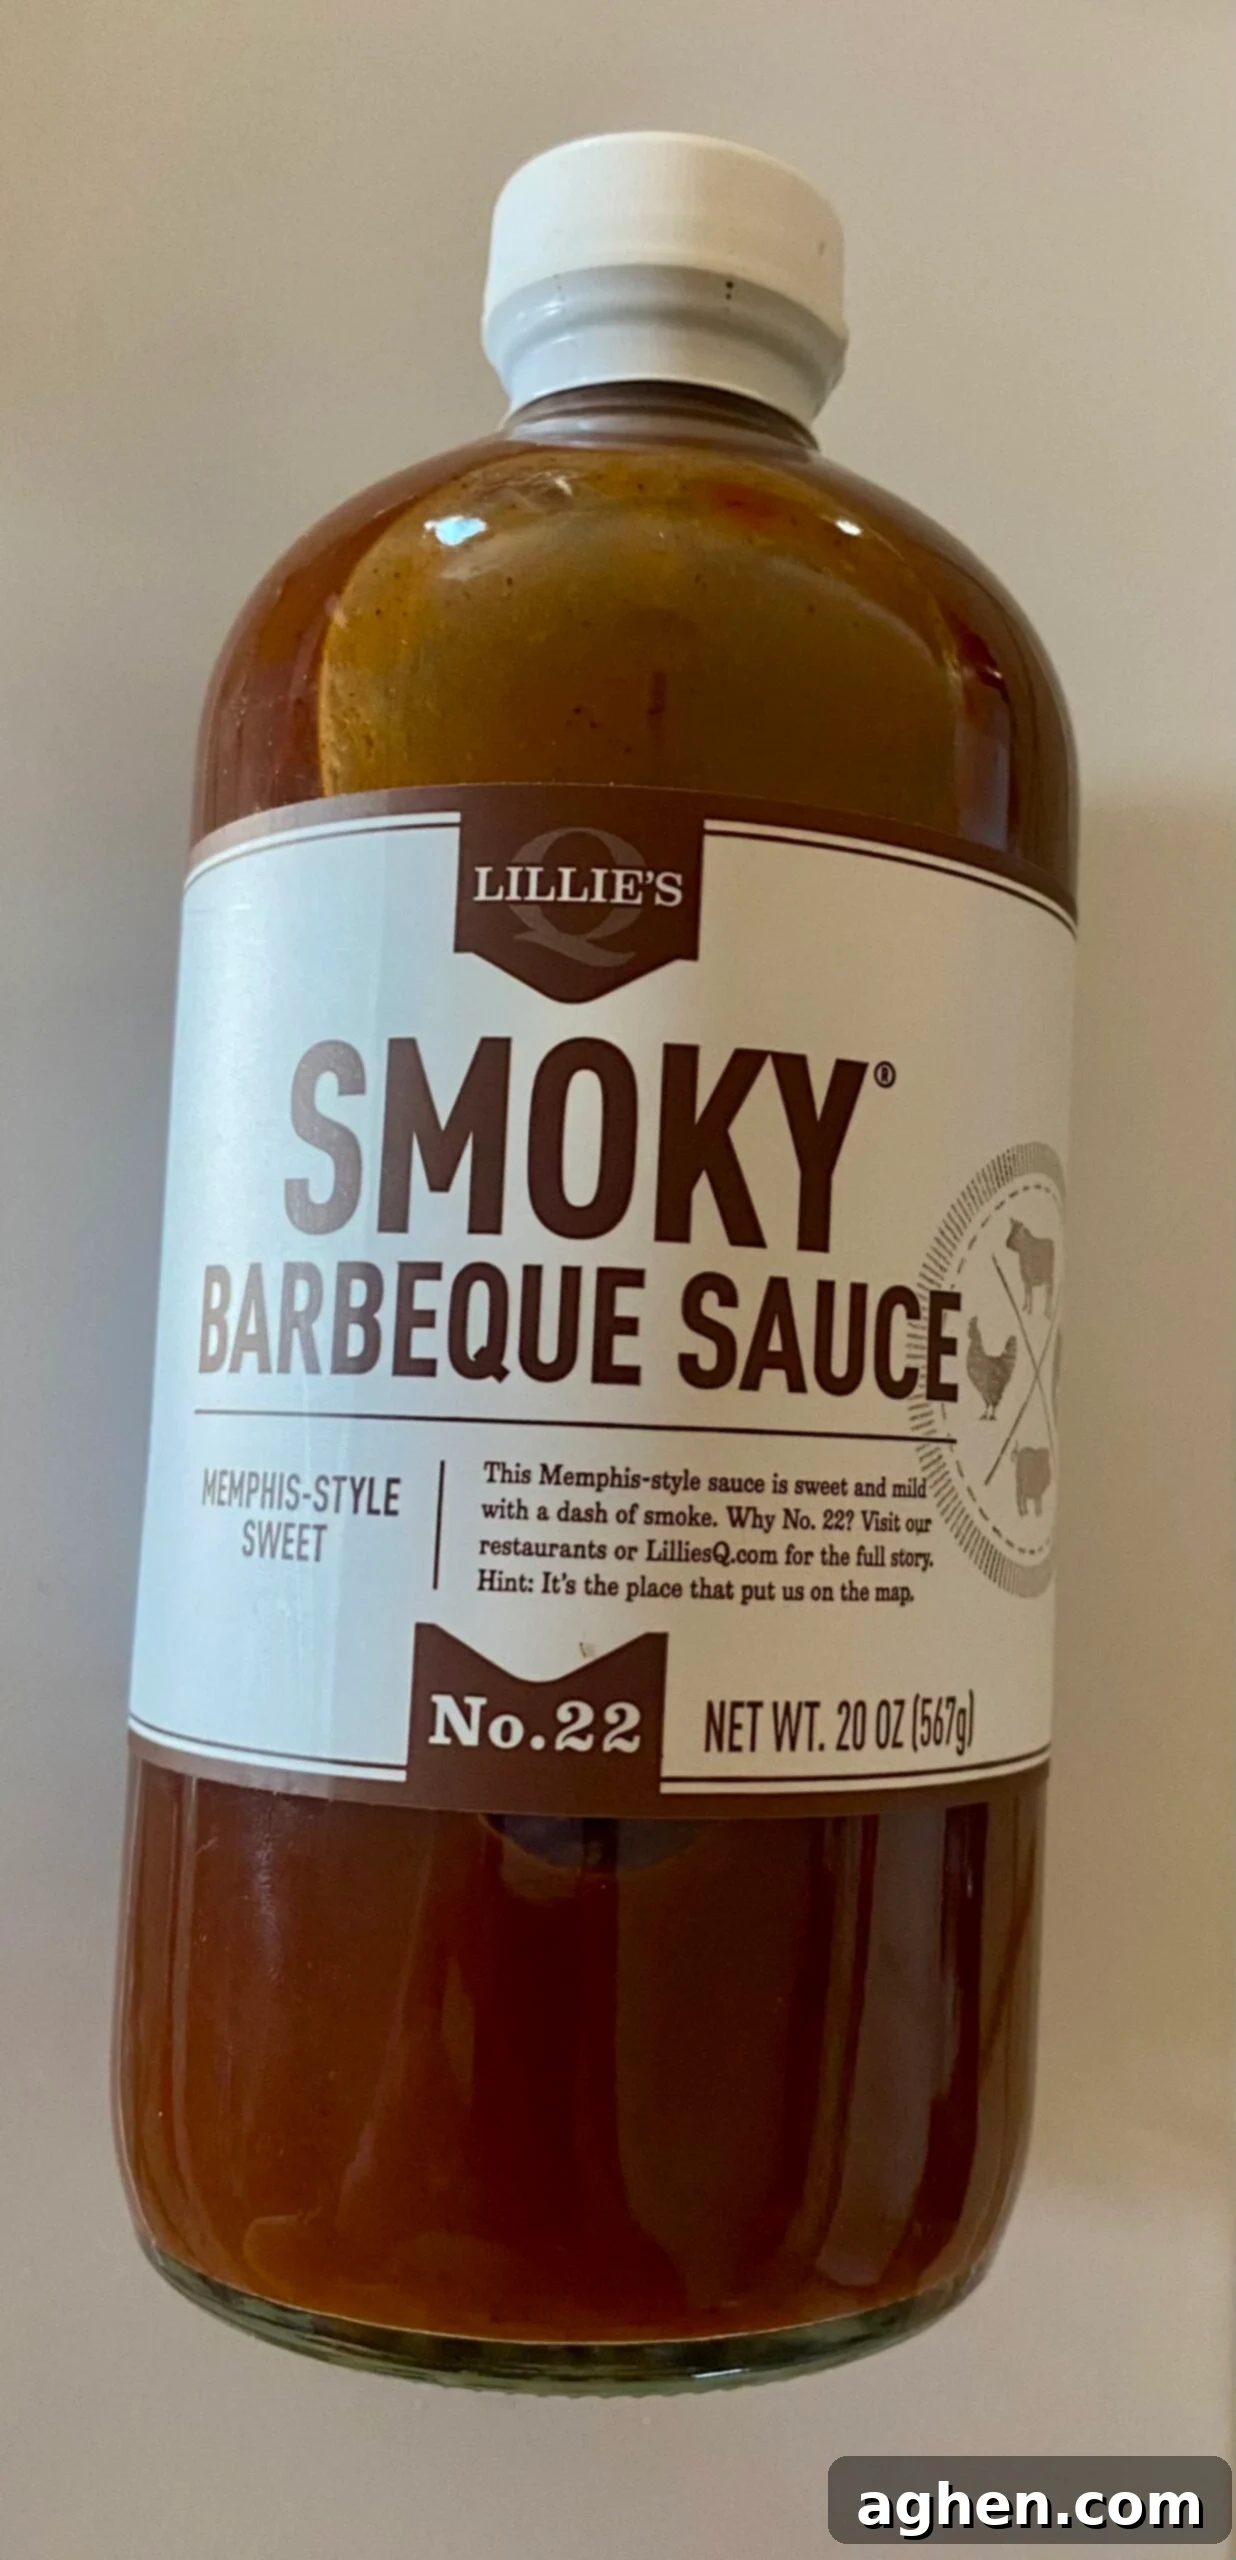 LILLIE'S
Q
SMOKY®
BARBEQUE SAUCE
MEMPHIS-STYLE
SWEET
This Memphis-style sauce is sweet and mild
with a dash of smoke. Why No. 22? Visit our
restaurants or LilliesQ.com for the full story.
Hint: It's the place that put us on the map.
No.22
NET WT. 20 OZ (567g)
aghen.com